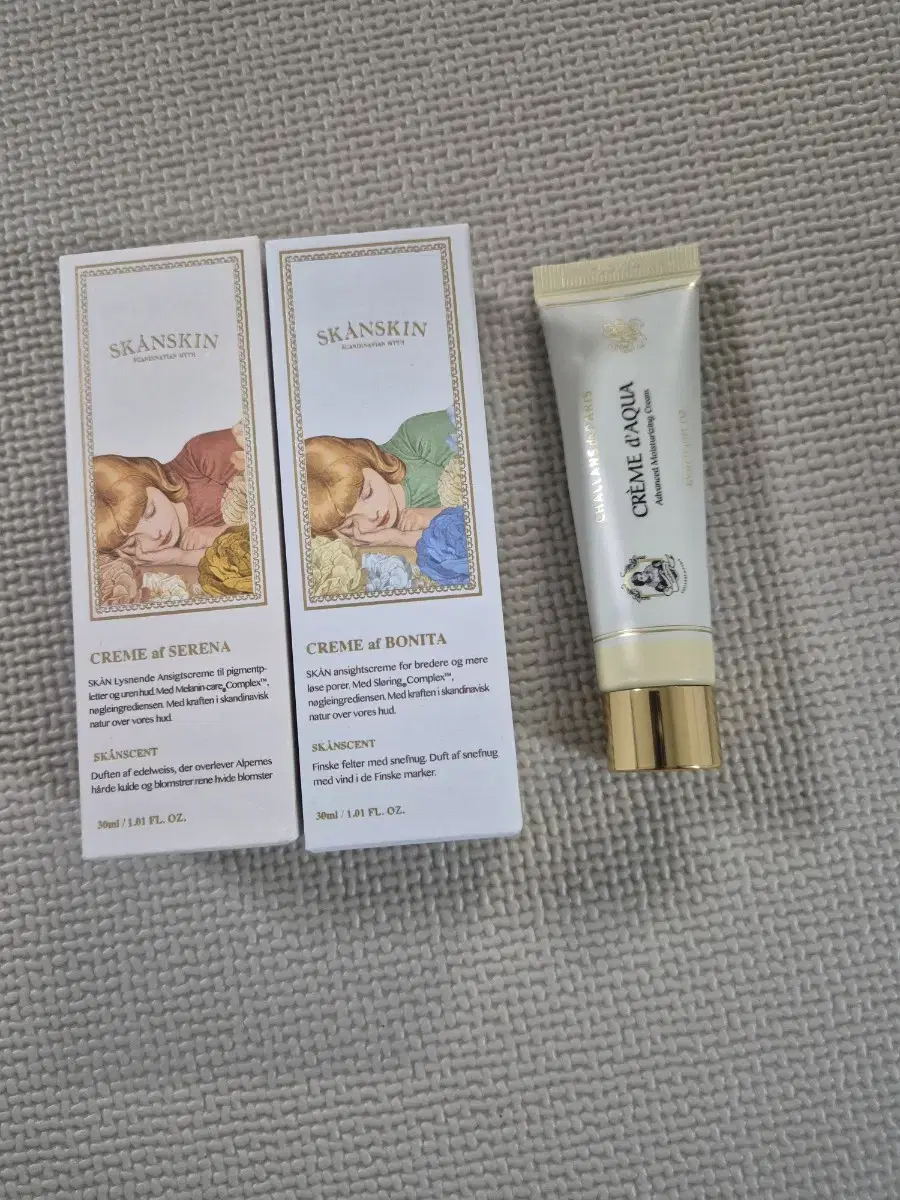 SKÅNSKIN
SCANDINAVIAN MYTH
CREME af SERENA
SKÅN Lysnende Ansigtscreme til pigmentp-
letter og uren hud. Med Melanin-care Complex™,
nøgleingrediensen. Med kraften i skandinavisk
natur over vores hud.
SKÅNSCENT
Duften af edelweiss, der overlever Alpernes
hårde kulde og blomstrer rene hvide blomster
30ml / 1.01 FL. OZ.
SKÅNSKIN
SCANDINAVIAN MYTH
CREME af BONITA
SKÅN ansightscreme for bredere og mere
løse porer. Med Sløring Complex™,
nøgleingrediensen. Med kraften i skandinavisk
natur over vores hud.
SKÅNSCENT
Finske felter med snefnug. Duft af snefnug
med vind i de Finske marker.
30ml / 1.01 FL. OZ.
CHALLANS de PARIS
CRÈME d'AQUA
Advanced Moisturizing Cream